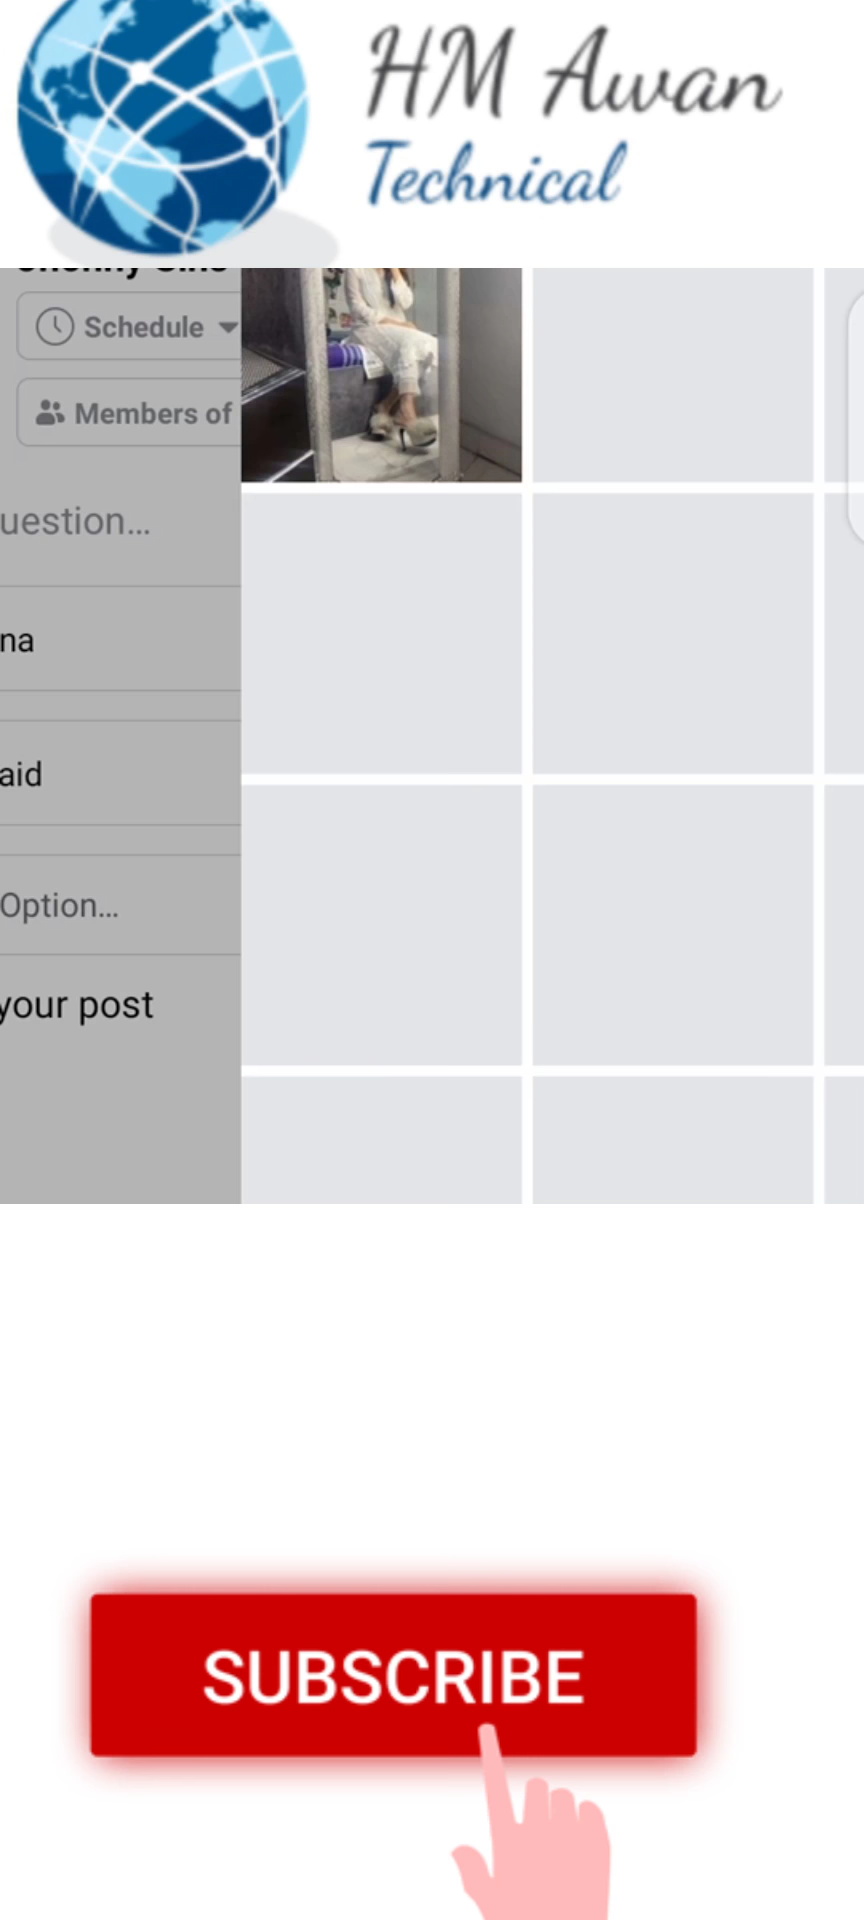 HM Awan
Technical
Schedule
Members of
uestion...
na
aid
Option...
your post
SUBSCRIBE